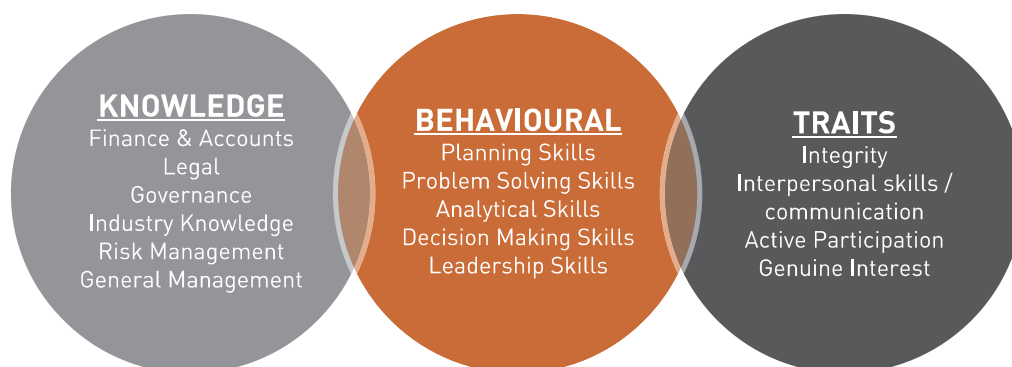 KNOWLEDGE
Finance & Accounts
Legal
Governance
Industry Knowledge
Risk Management
General Management
BEHAVIOURAL
Planning Skills
Problem Solving Skills
Analytical Skills
Decision Making Skills
Leadership Skills
TRAITS
Integrity
Interpersonal skills /
communication
Active Participation
Genuine Interest